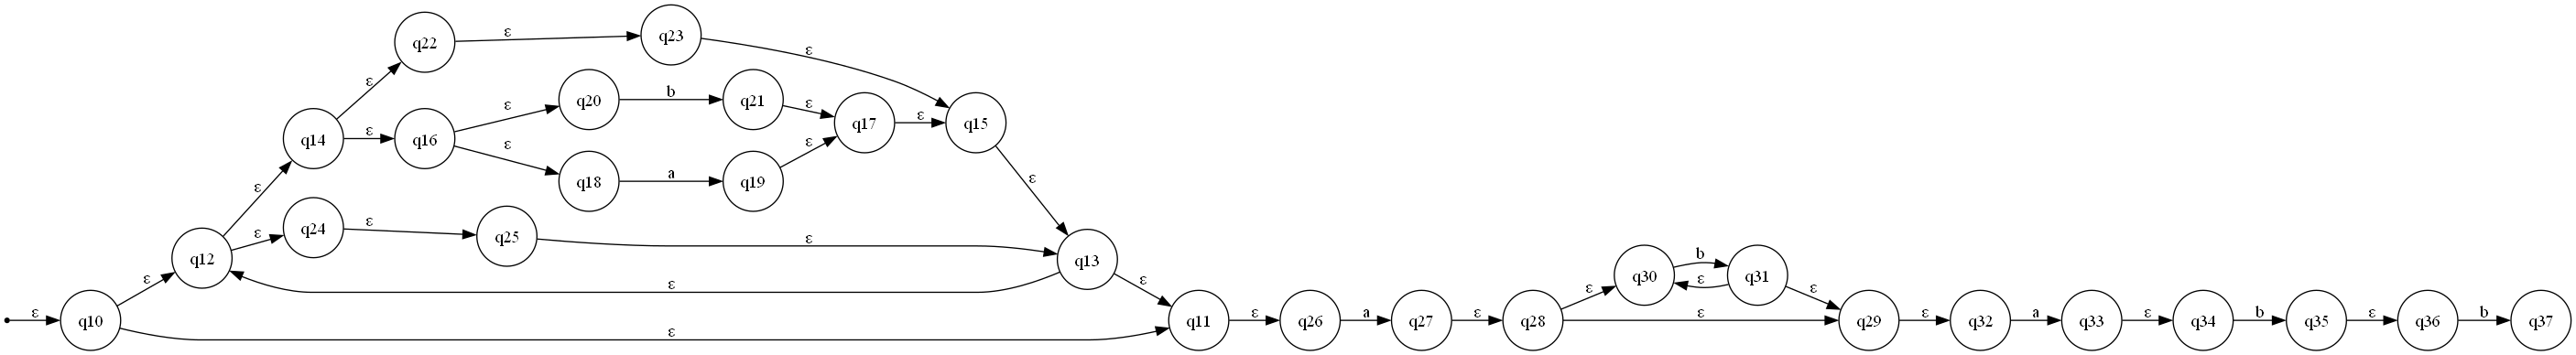 q22
ε
q23
ε
ε
q20
b
q21
ε
q14
ε
q16
ε
ε
q17
ε
q15
q18
a
q19
ε
ε
ε
q24
ε
q25
ε
q12
ε
ε
q13
ε
ε
q10
ε
ε
ε
q11
ε
q26
a
q27
ε
q28
ε
q30
b
ε
q31
ε
ε
q29
ε
q32
a
q33
ε
q34
b
q35
ε
q36
b
q37